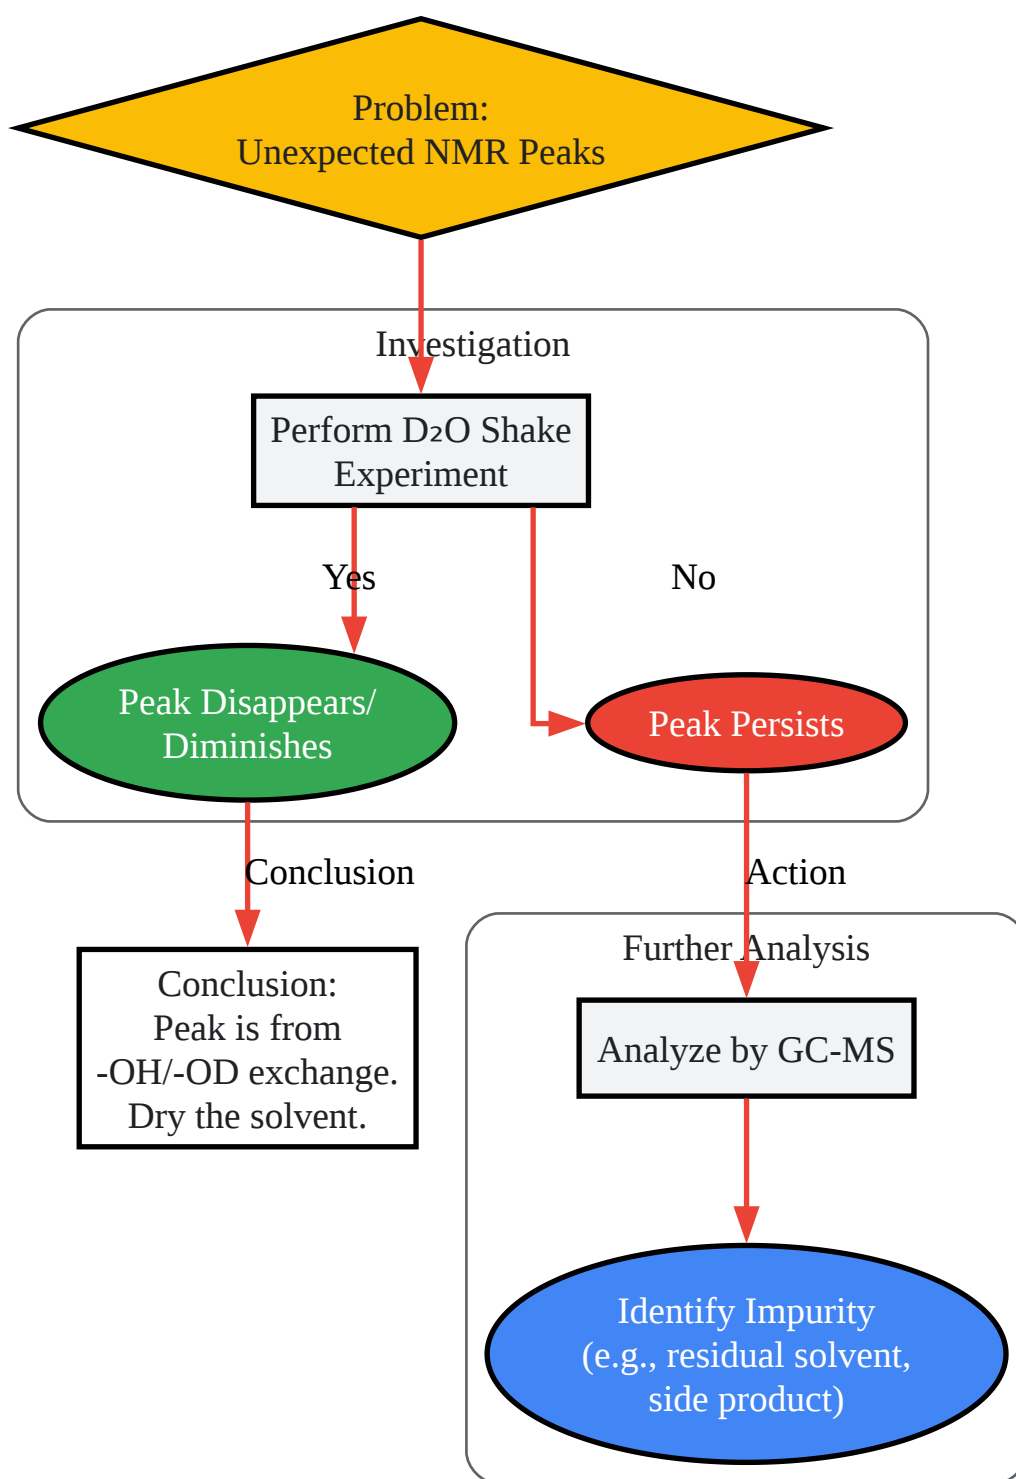 Problem:
Unexpected NMR Peaks
Investigation
Perform D₂O Shake
Experiment
Yes
No
Peak Disappears/
Diminishes
Peak Persists
Conclusion
Action
Conclusion:
Peak is from
-OH/-OD exchange.
Dry the solvent.
Further Analysis
Analyze by GC-MS
Identify Impurity
(e.g., residual solvent,
side product)